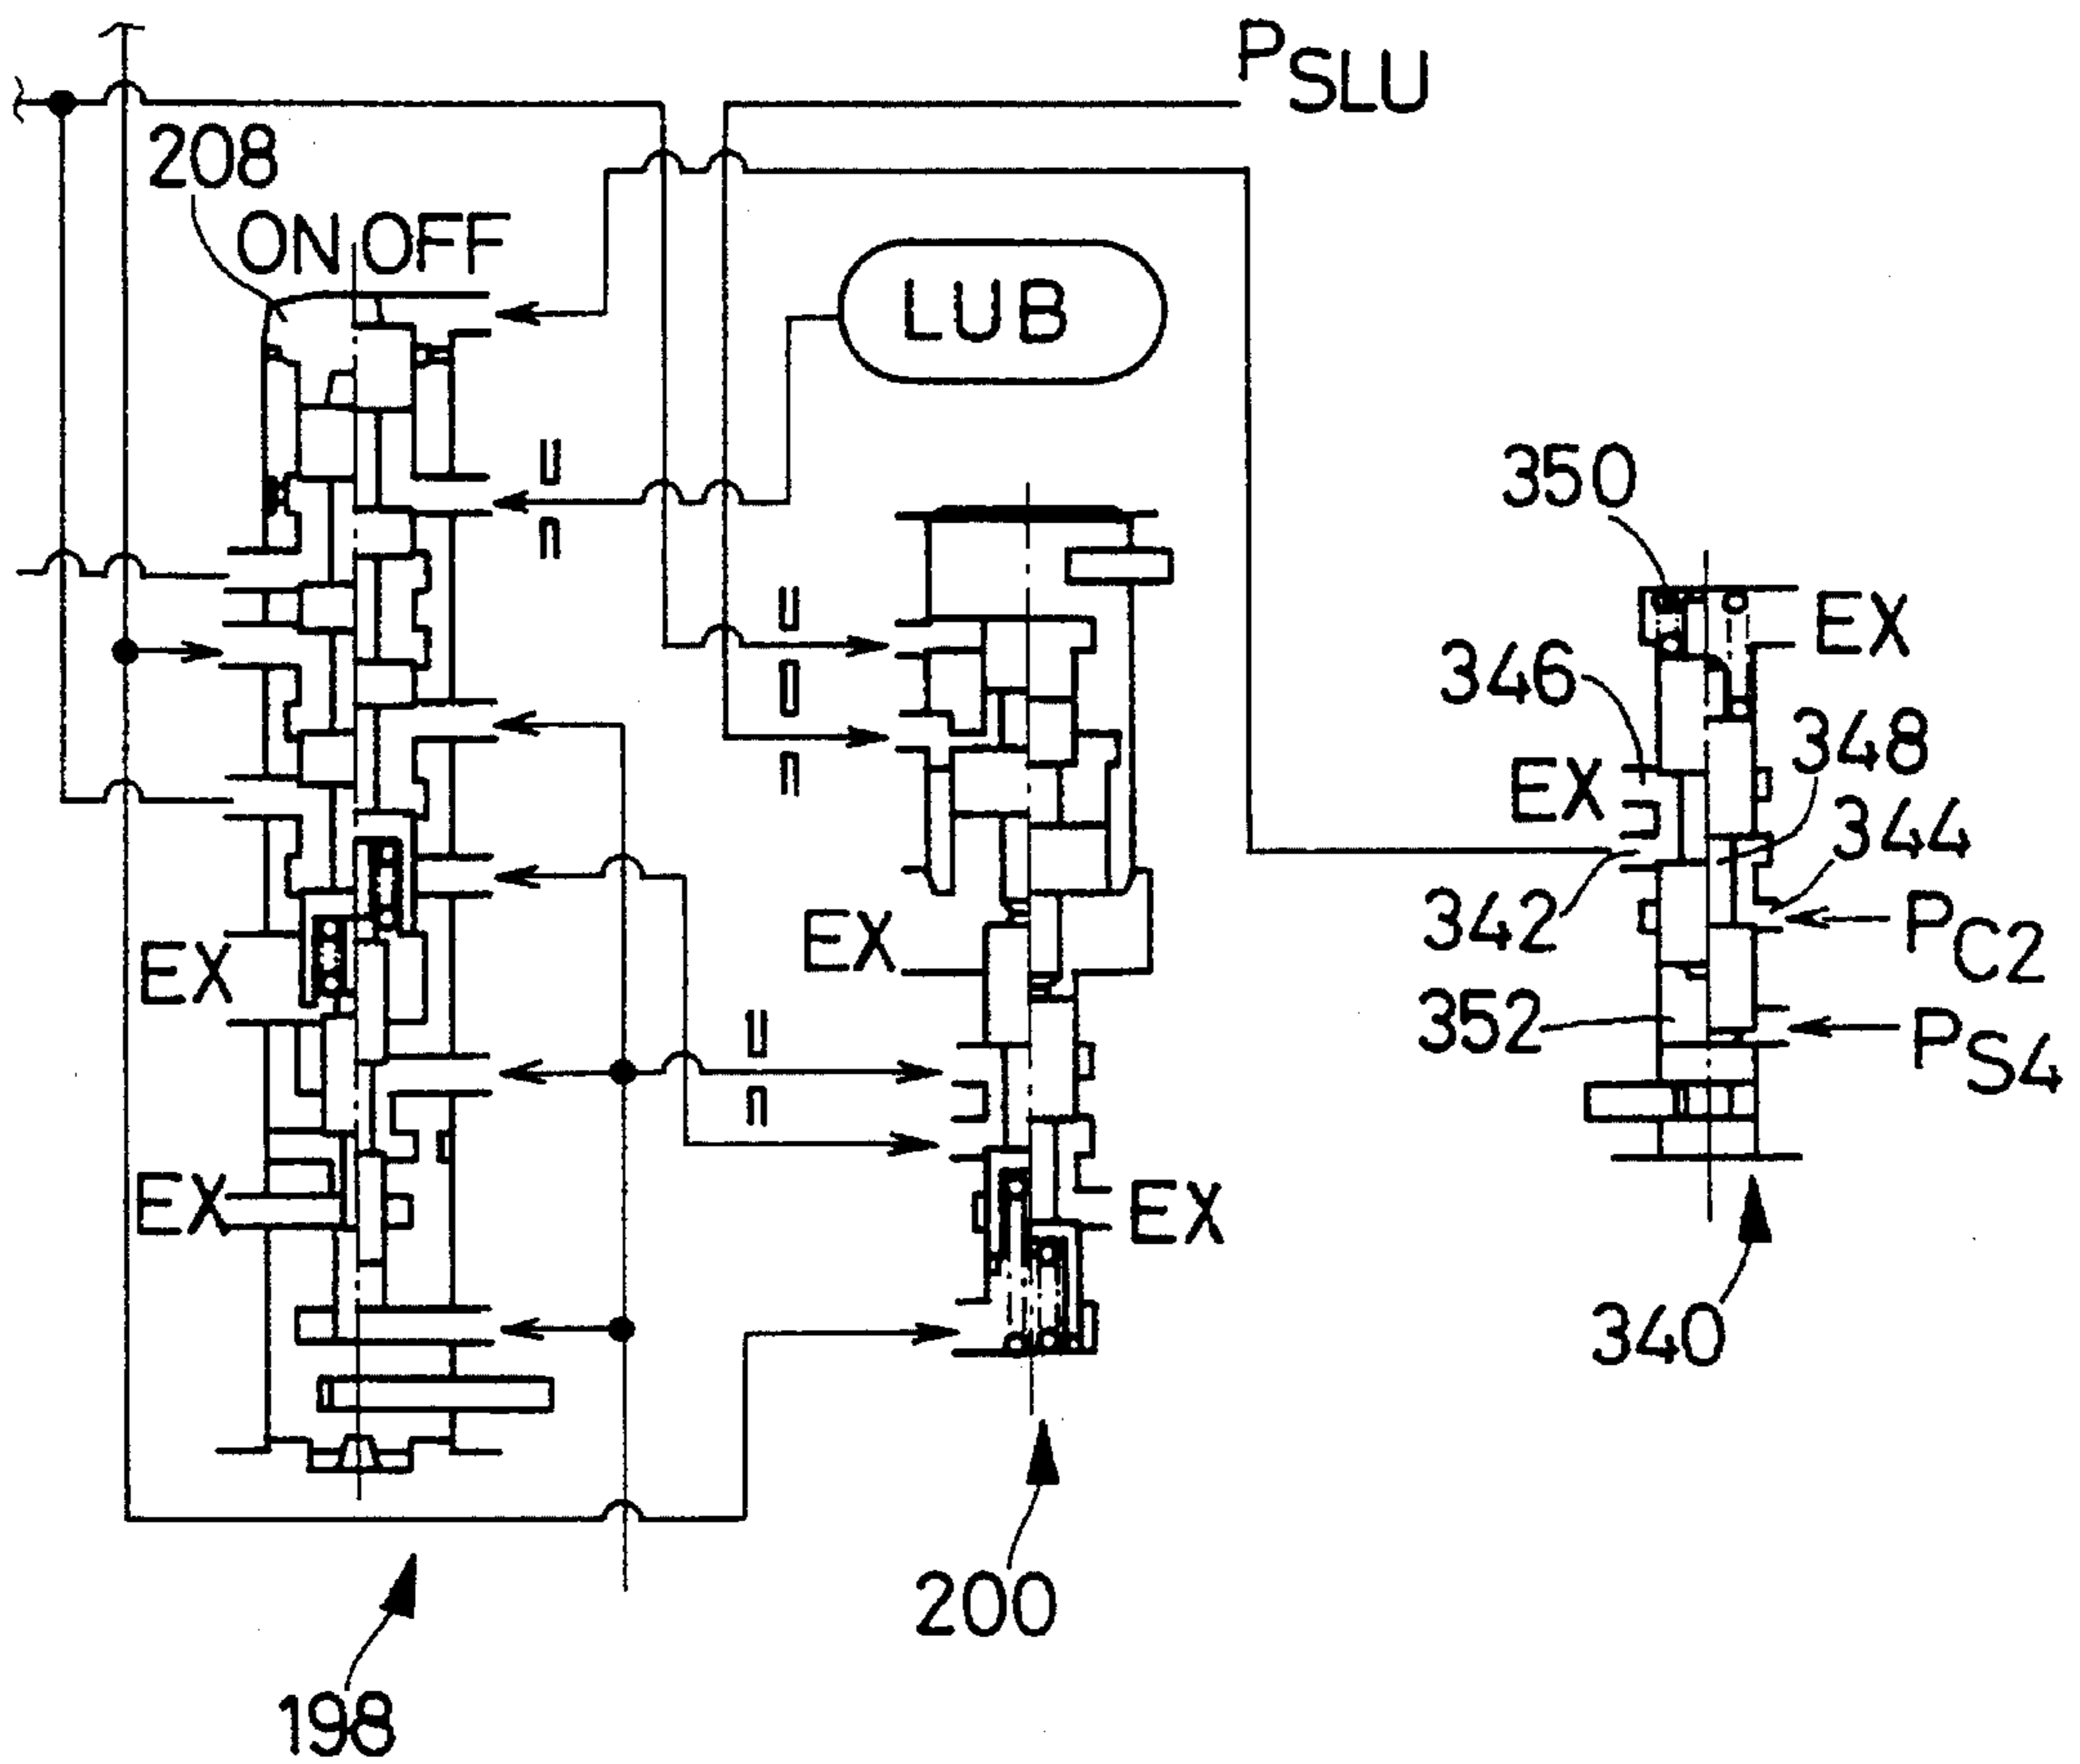 PSLU
208
ON OFF
LUB
350
EX
346
348
EX
344
342
PC2
EX
EX
352
PS4
EX
EX
340
200
198